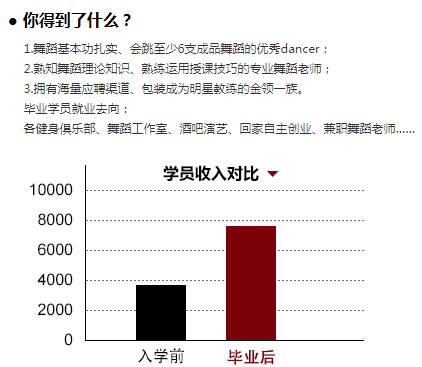 ● 你得到了什么？
1.舞蹈基本功扎实、会跳至少6支成品舞蹈的优秀dancer；
2.熟知舞蹈理论知识、熟练运用授课技巧的专业舞蹈老师；
3.拥有海量应聘渠道、包装成为明星教练的金领一族。
毕业学员就业去向：
各健身俱乐部、舞蹈工作室、酒吧演艺、回家自主创业、兼职舞蹈老师......
学员收入对比
10000
8000
6000
4000
2000
0
入学前 毕业后